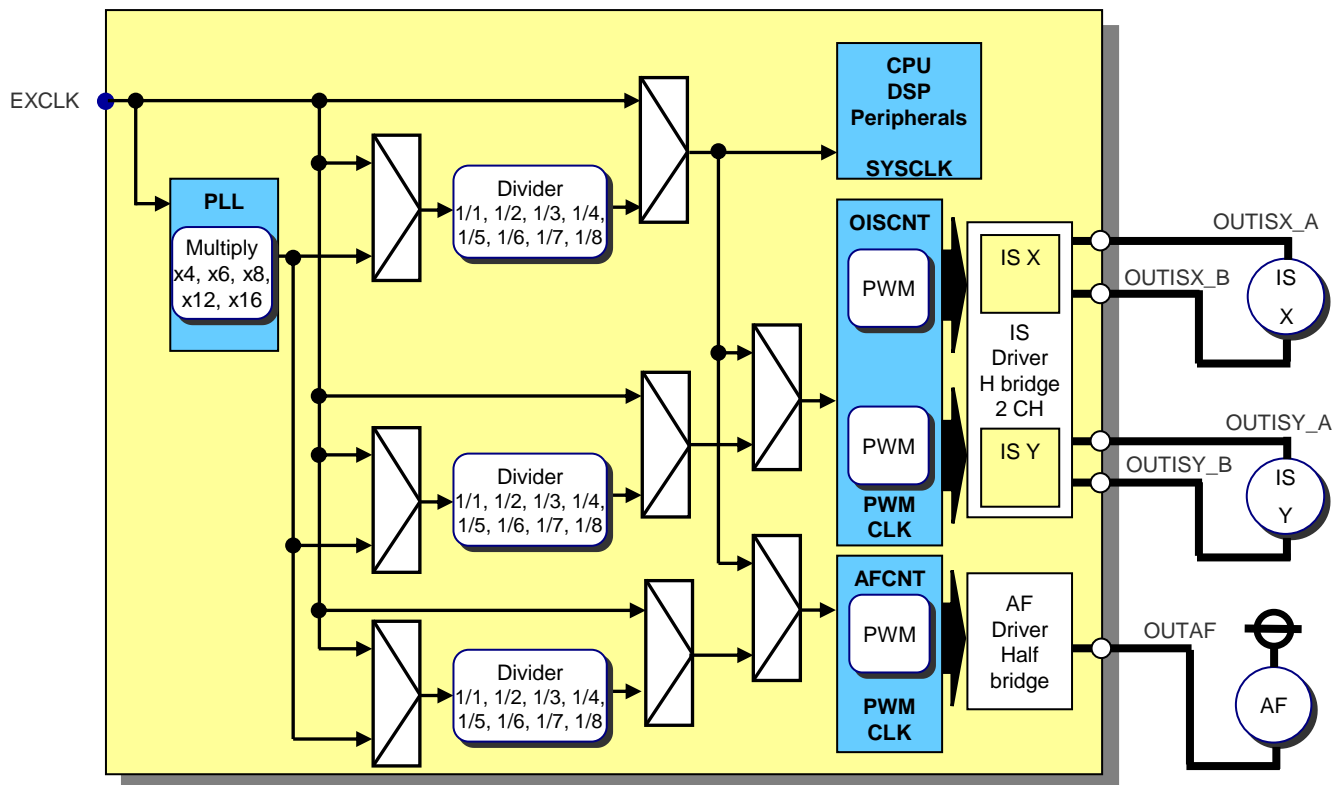 EXCLK
PLL
Multiply
x4, x6, x8,
x12, x16
Divider
1/1, 1/2, 1/3, 1/4,
1/5, 1/6, 1/7, 1/8
Divider
1/1, 1/2, 1/3, 1/4,
1/5, 1/6, 1/7, 1/8
Divider
1/1, 1/2, 1/3, 1/4,
1/5, 1/6, 1/7, 1/8
CPU
DSP
Peripherals
SYSCLK
OISCNT
PWM
PWM
PWM
CLK
AFCNT
PWM
PWM
CLK
IS X
IS
Driver
H bridge
2 CH
IS Y
AF
Driver
Half
bridge
OUTISX_A
OUTISX_B
IS
X
OUTISY_A
OUTISY_B
IS
Y
OUTAF
AF